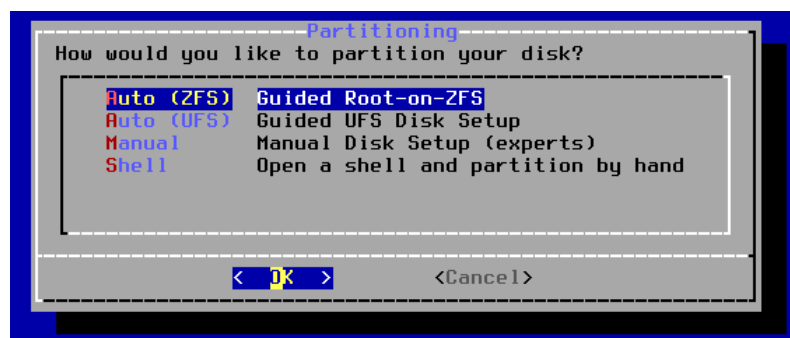 Partitioning
How would you like to partition your disk?
Auto (ZFS) Guided Root-on-ZFS
Auto (UFS) Guided UFS Disk Setup
Manual Manual Disk Setup (experts)
Shell Open a shell and partition by hand
< OK > <Cancel>